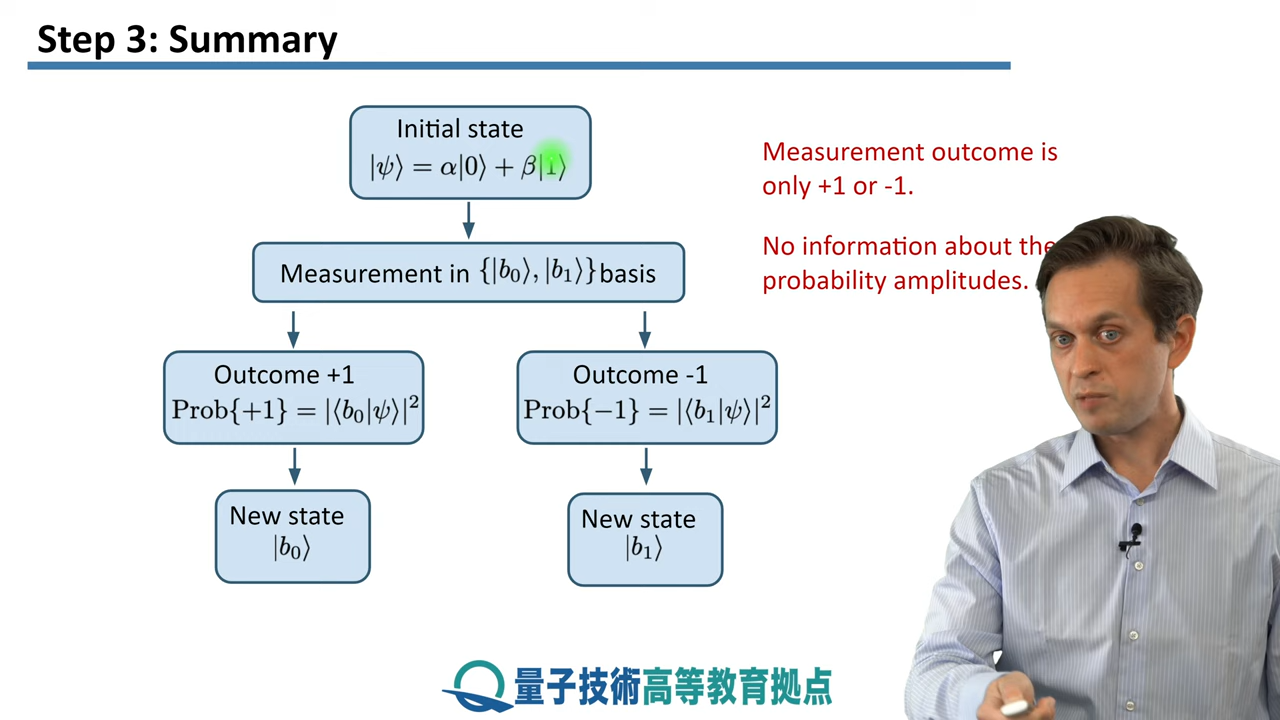 Step 3: Summary
Initial state
|ψ⟩ = α|0⟩ + β|1⟩
Measurement in {|b₀⟩, |b₁⟩} basis
Outcome +1
Prob{+1} = |⟨b₀|ψ⟩|²
New state
|b₀⟩
Outcome -1
Prob{−1} = |⟨b₁|ψ⟩|²
New state
|b₁⟩
Measurement outcome is
only +1 or -1.
No information about the
probability amplitudes.
量子技術高等教育拠点